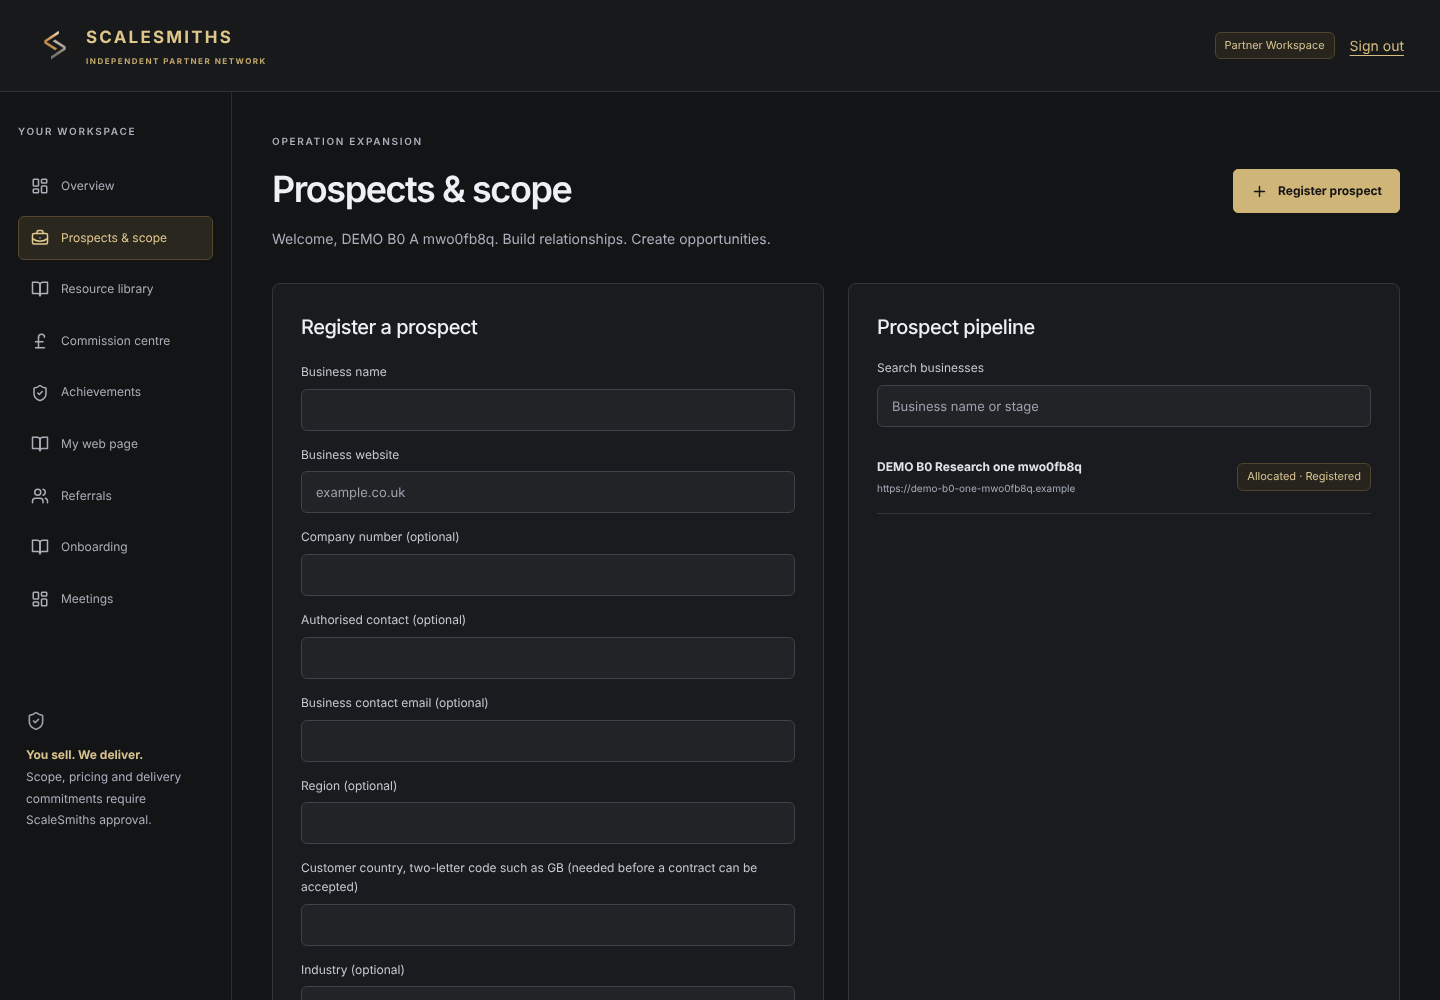 SCALESMITHS
INDEPENDENT PARTNER NETWORK
Partner Workspace
Sign out
YOUR WORKSPACE
Overview
Prospects & scope
Resource library
Commission centre
Achievements
My web page
Referrals
Onboarding
Meetings
You sell. We deliver.
Scope, pricing and delivery
commitments require
ScaleSmiths approval.
OPERATION EXPANSION
Prospects & scope
Register prospect
Welcome, DEMO B0 A mwo0fb8q. Build relationships. Create opportunities.
Register a prospect
Business name
Business website
example.co.uk
Company number (optional)
Authorised contact (optional)
Business contact email (optional)
Region (optional)
Customer country, two-letter code such as GB (needed before a contract can be
accepted)
Industry (optional)
Prospect pipeline
Search businesses
Business name or stage
DEMO B0 Research one mwo0fb8q
https://demo-b0-one-mwo0fb8q.example
Allocated · Registered